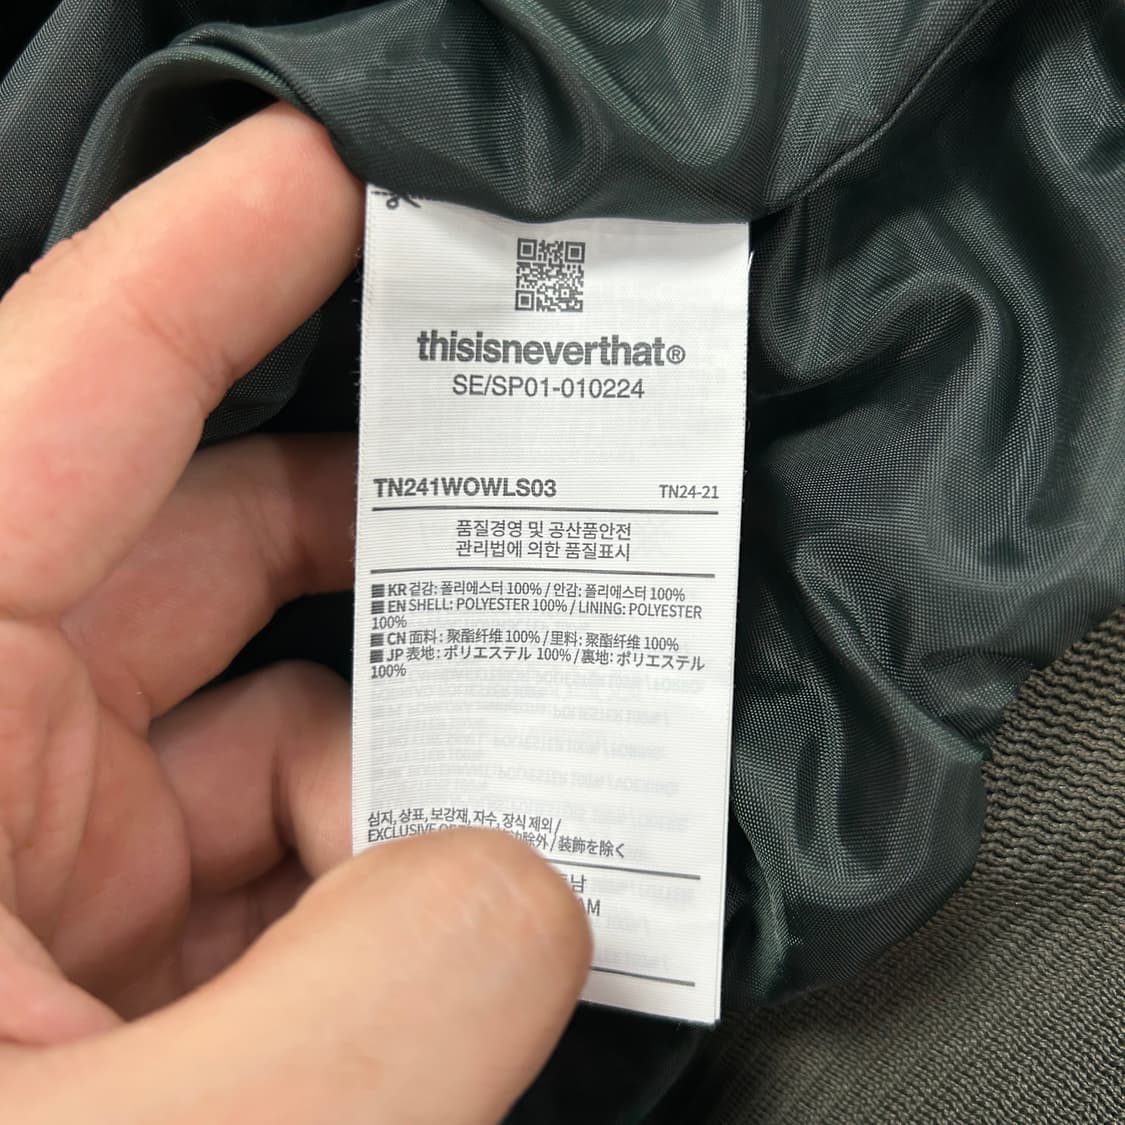 thisisneverthat®
SE/SP01-010224
TN241WOWLS03 TN24-21
품질경영 및 공산품안전
관리법에 의한 품질표시
KR 겉감: 폴리에스터 100% / 안감: 폴리에스터 100%
EN SHELL: POLYESTER 100% / LINING: POLYESTER
100%
CN 面料: 聚酯纤维 100% / 里料: 聚酯纤维 100%
JP 表地: ポリエステル 100% / 裏地: ポリエステル
100%
심지, 상표, 보강재, 자수, 장식 제외 /
EXCLUSIVE 除外 / 装飾を除く